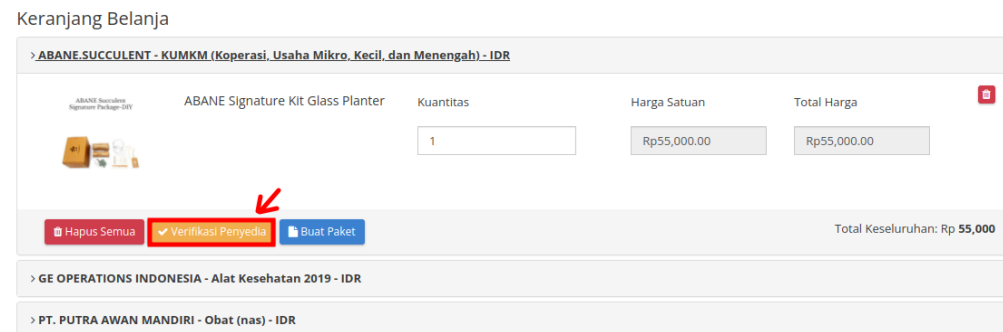 Keranjang Belanja
> ABANE.SUCCULENT - KUMKM (Koperasi, Usaha Mikro, Kecil, dan Menengah) - IDR
ABANE Succulent
Signature Package-DIY
ABANE Signature Kit Glass Planter
Kuantitas
Harga Satuan
Total Harga
1
Rp55,000.00
Rp55,000.00
Hapus Semua
Verifikasi Penyedia
Buat Paket
Total Keseluruhan: Rp 55,000
> GE OPERATIONS INDONESIA - Alat Kesehatan 2019 - IDR
> PT. PUTRA AWAN MANDIRI - Obat (nas) - IDR